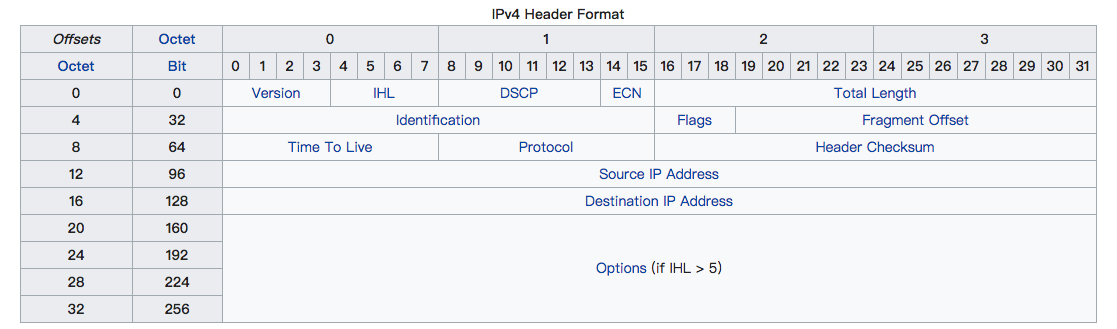 IPv4 Header Format
Offsets Octet 0 1 2 3
Octet Bit 0 1 2 3 4 5 6 7 8 9 10 11 12 13 14 15 16 17 18 19 20 21 22 23 24 25 26 27 28 29 30 31
0 0 Version IHL DSCP ECN Total Length
4 32 Identification Flags Fragment Offset
8 64 Time To Live Protocol Header Checksum
12 96 Source IP Address
16 128 Destination IP Address
20 160
24 192
Options (if IHL > 5)
28 224
32 256